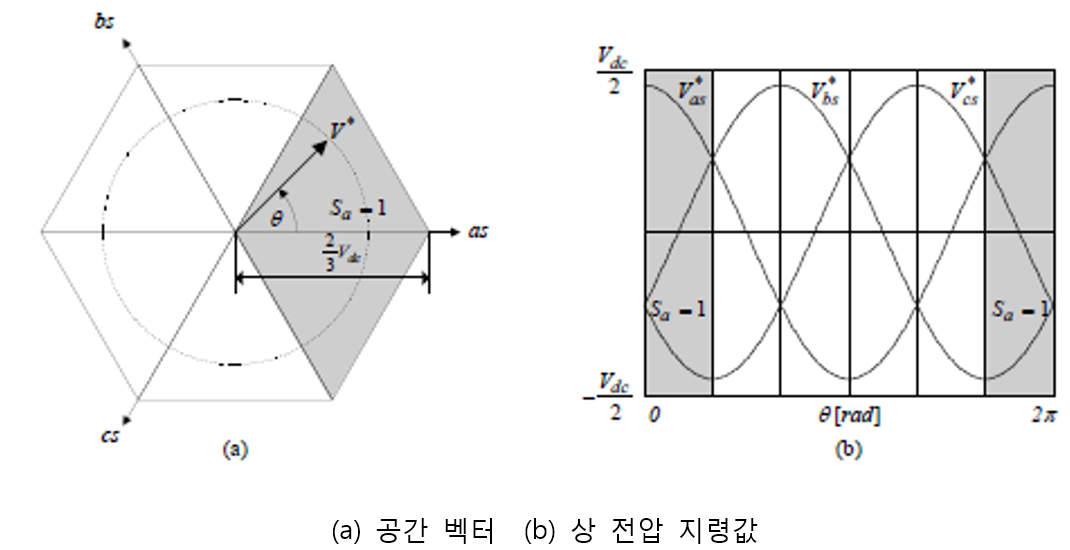 bs
V*
S_a = 1
θ
as
2/3 V_dc
cs
(a)
V_dc/2
V*_as V*_bs V*_cs
S_a = 1 S_a = 1
-V_dc/2
0 θ [rad] 2π
(b)
(a) 공간 벡터 (b) 상 전압 지령값